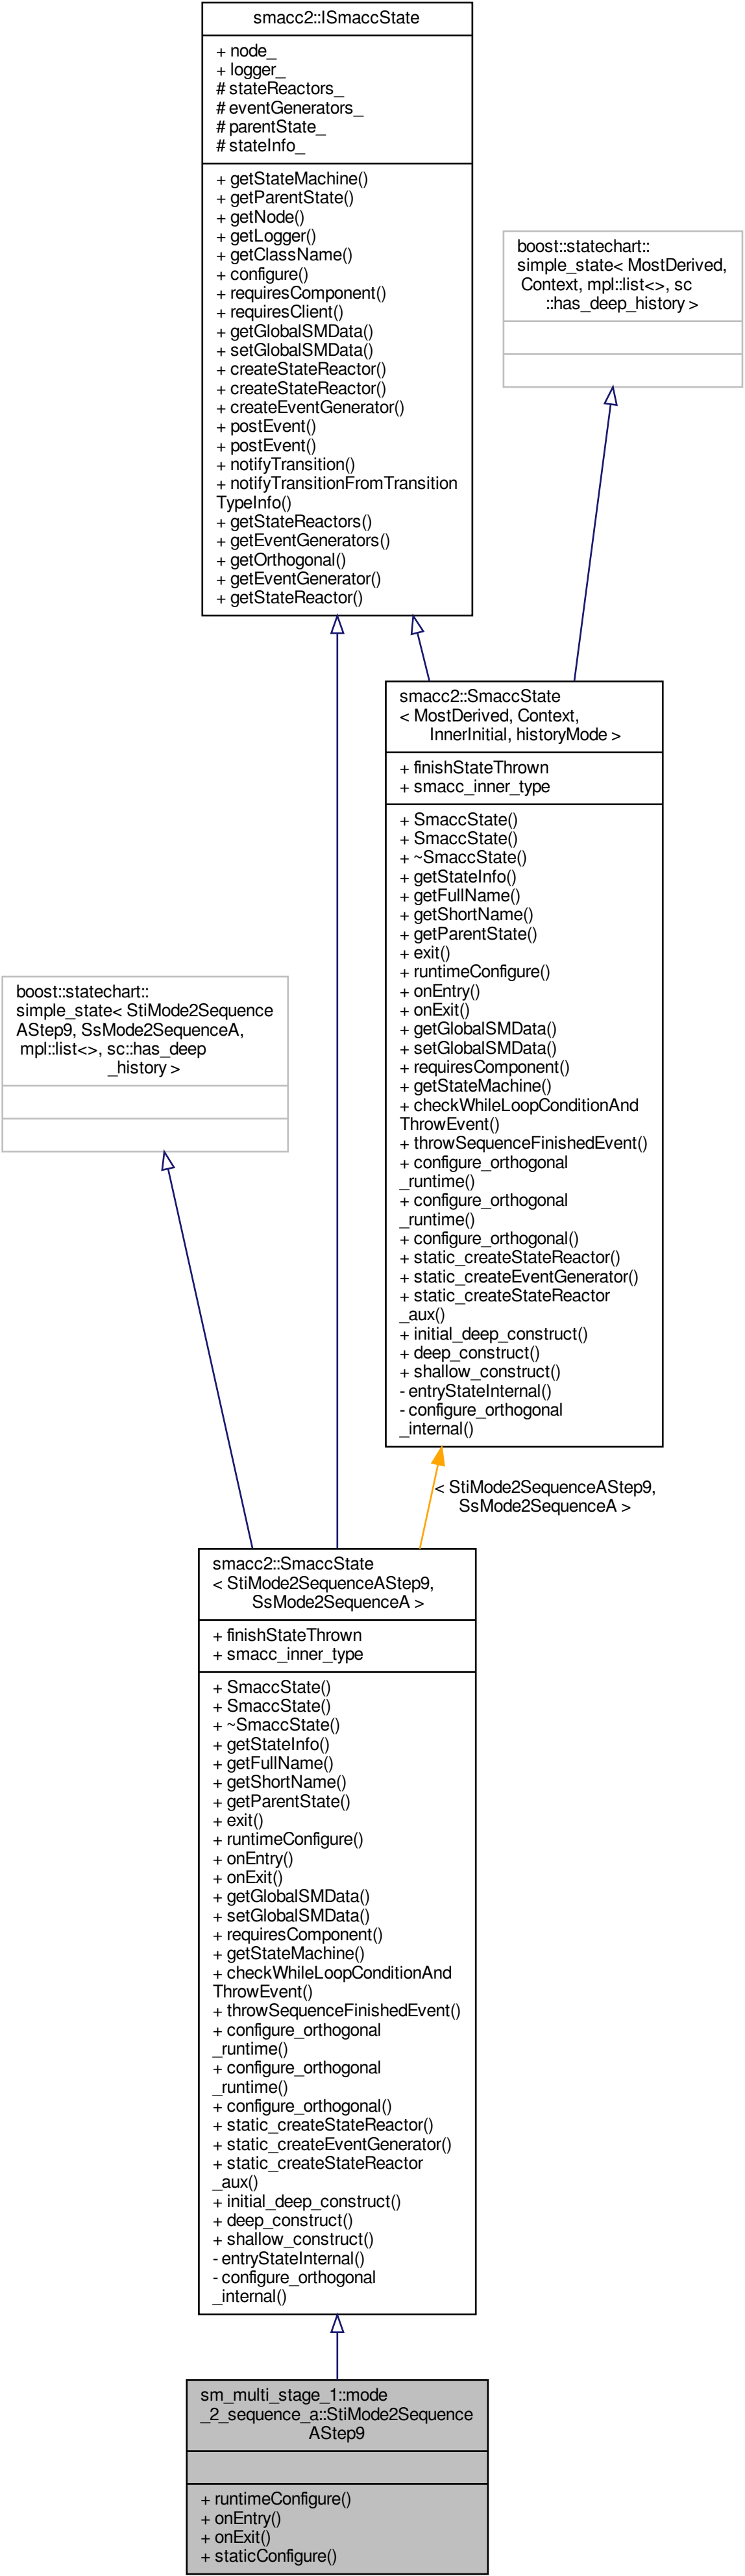 smacc2::ISmaccState
+ node_
+ logger_
# stateReactors_
# eventGenerators_
# parentState_
# stateInfo_
+ getStateMachine()
+ getParentState()
+ getNode()
+ getLogger()
+ getClassName()
+ configure()
+ requiresComponent()
+ requiresClient()
+ getGlobalSMData()
+ setGlobalSMData()
+ createStateReactor()
+ createStateReactor()
+ createEventGenerator()
+ postEvent()
+ postEvent()
+ notifyTransition()
+ notifyTransitionFromTransition
TypeInfo()
+ getStateReactors()
+ getEventGenerators()
+ getOrthogonal()
+ getEventGenerator()
+ getStateReactor()
boost::statechart::
simple_state< MostDerived,
Context, mpl::list<>, sc
::has_deep_history >
smacc2::SmaccState
< MostDerived, Context,
InnerInitial, historyMode >
+ finishStateThrown
+ smacc_inner_type
+ SmaccState()
+ SmaccState()
+ ~SmaccState()
+ getStateInfo()
+ getFullName()
+ getShortName()
+ getParentState()
+ exit()
+ runtimeConfigure()
+ onEntry()
+ onExit()
+ getGlobalSMData()
+ setGlobalSMData()
+ requiresComponent()
+ getStateMachine()
+ checkWhileLoopConditionAnd
ThrowEvent()
+ throwSequenceFinishedEvent()
+ configure_orthogonal
_runtime()
+ configure_orthogonal
_runtime()
+ configure_orthogonal()
+ static_createStateReactor()
+ static_createEventGenerator()
+ static_createStateReactor
_aux()
+ initial_deep_construct()
+ deep_construct()
+ shallow_construct()
- entryStateInternal()
- configure_orthogonal
_internal()
boost::statechart::
simple_state< StiMode2Sequence
AStep9, SsMode2SequenceA,
mpl::list<>, sc::has_deep
_history >
< StiMode2SequenceAStep9,
SsMode2SequenceA >
smacc2::SmaccState
< StiMode2SequenceAStep9,
SsMode2SequenceA >
+ finishStateThrown
+ smacc_inner_type
+ SmaccState()
+ SmaccState()
+ ~SmaccState()
+ getStateInfo()
+ getFullName()
+ getShortName()
+ getParentState()
+ exit()
+ runtimeConfigure()
+ onEntry()
+ onExit()
+ getGlobalSMData()
+ setGlobalSMData()
+ requiresComponent()
+ getStateMachine()
+ checkWhileLoopConditionAnd
ThrowEvent()
+ throwSequenceFinishedEvent()
+ configure_orthogonal
_runtime()
+ configure_orthogonal
_runtime()
+ configure_orthogonal()
+ static_createStateReactor()
+ static_createEventGenerator()
+ static_createStateReactor
_aux()
+ initial_deep_construct()
+ deep_construct()
+ shallow_construct()
- entryStateInternal()
- configure_orthogonal
_internal()
sm_multi_stage_1::mode
_2_sequence_a::StiMode2Sequence
AStep9
+ runtimeConfigure()
+ onEntry()
+ onExit()
+ staticConfigure()